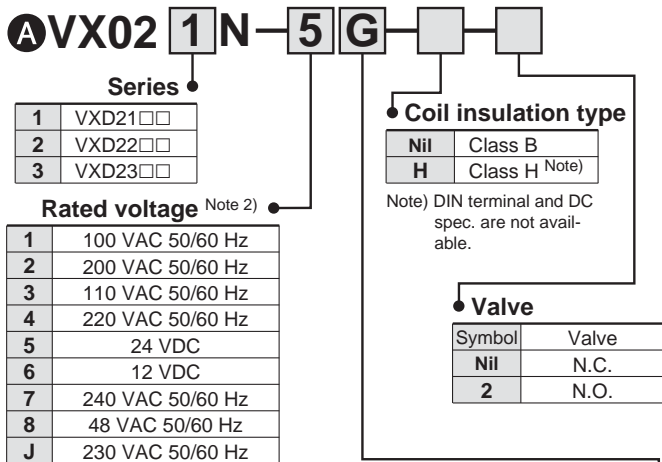 A VX02 1 N – 5 G – □ – □
Series
1 VXD21□□
2 VXD22□□
3 VXD23□□
Rated voltage Note 2)
1 100 VAC 50/60 Hz
2 200 VAC 50/60 Hz
3 110 VAC 50/60 Hz
4 220 VAC 50/60 Hz
5 24 VDC
6 12 VDC
7 240 VAC 50/60 Hz
8 48 VAC 50/60 Hz
J 230 VAC 50/60 Hz
Coil insulation type
Nil Class B
H Class H Note)
Note) DIN terminal and DC
spec. are not avail-
able.
Valve
Symbol Valve
Nil N.C.
2 N.O.